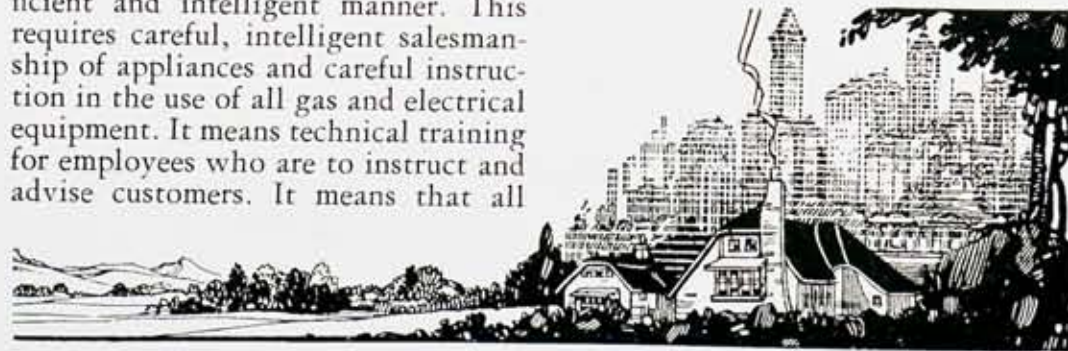 ficient and intelligent manner. This
requires careful, intelligent salesman-
ship of appliances and careful instruc-
tion in the use of all gas and electrical
equipment. It means technical training
for employees who are to instruct and
advise customers. It means that all